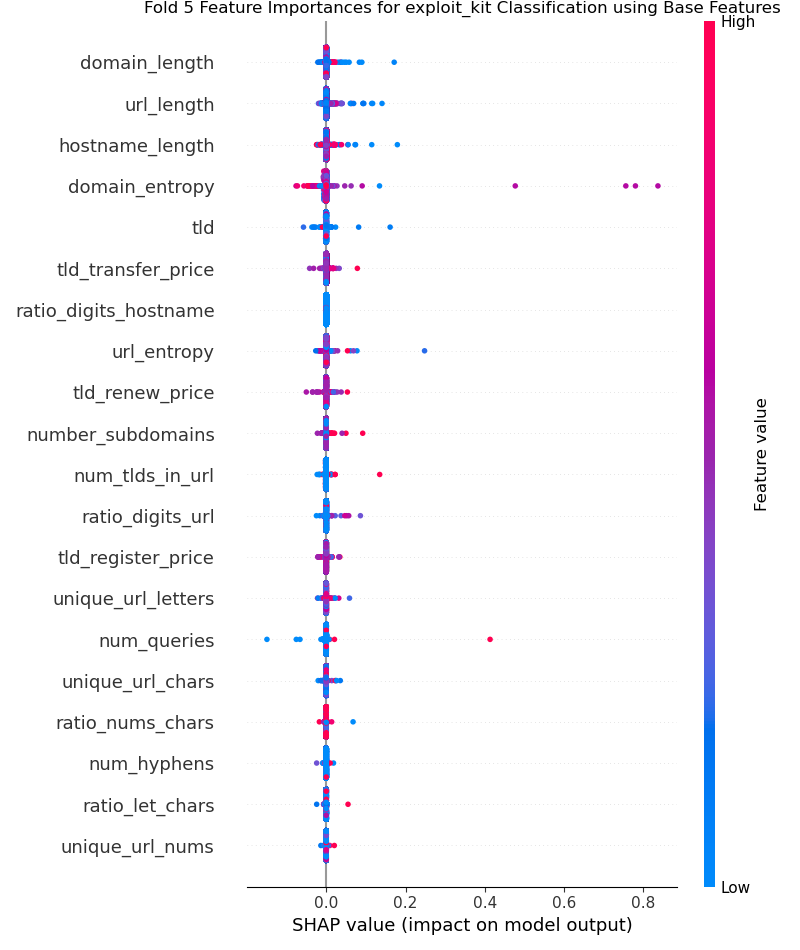 Fold 5 Feature Importances for exploit_kit Classification using Base Features
High
domain_length
url_length
hostname_length
domain_entropy
tld
tld_transfer_price
ratio_digits_hostname
url_entropy
tld_renew_price
number_subdomains
num_tlds_in_url
ratio_digits_url
tld_register_price
unique_url_letters
num_queries
unique_url_chars
ratio_nums_chars
num_hyphens
ratio_let_chars
unique_url_nums
Feature value
Low
0.0 0.2 0.4 0.6 0.8
SHAP value (impact on model output)